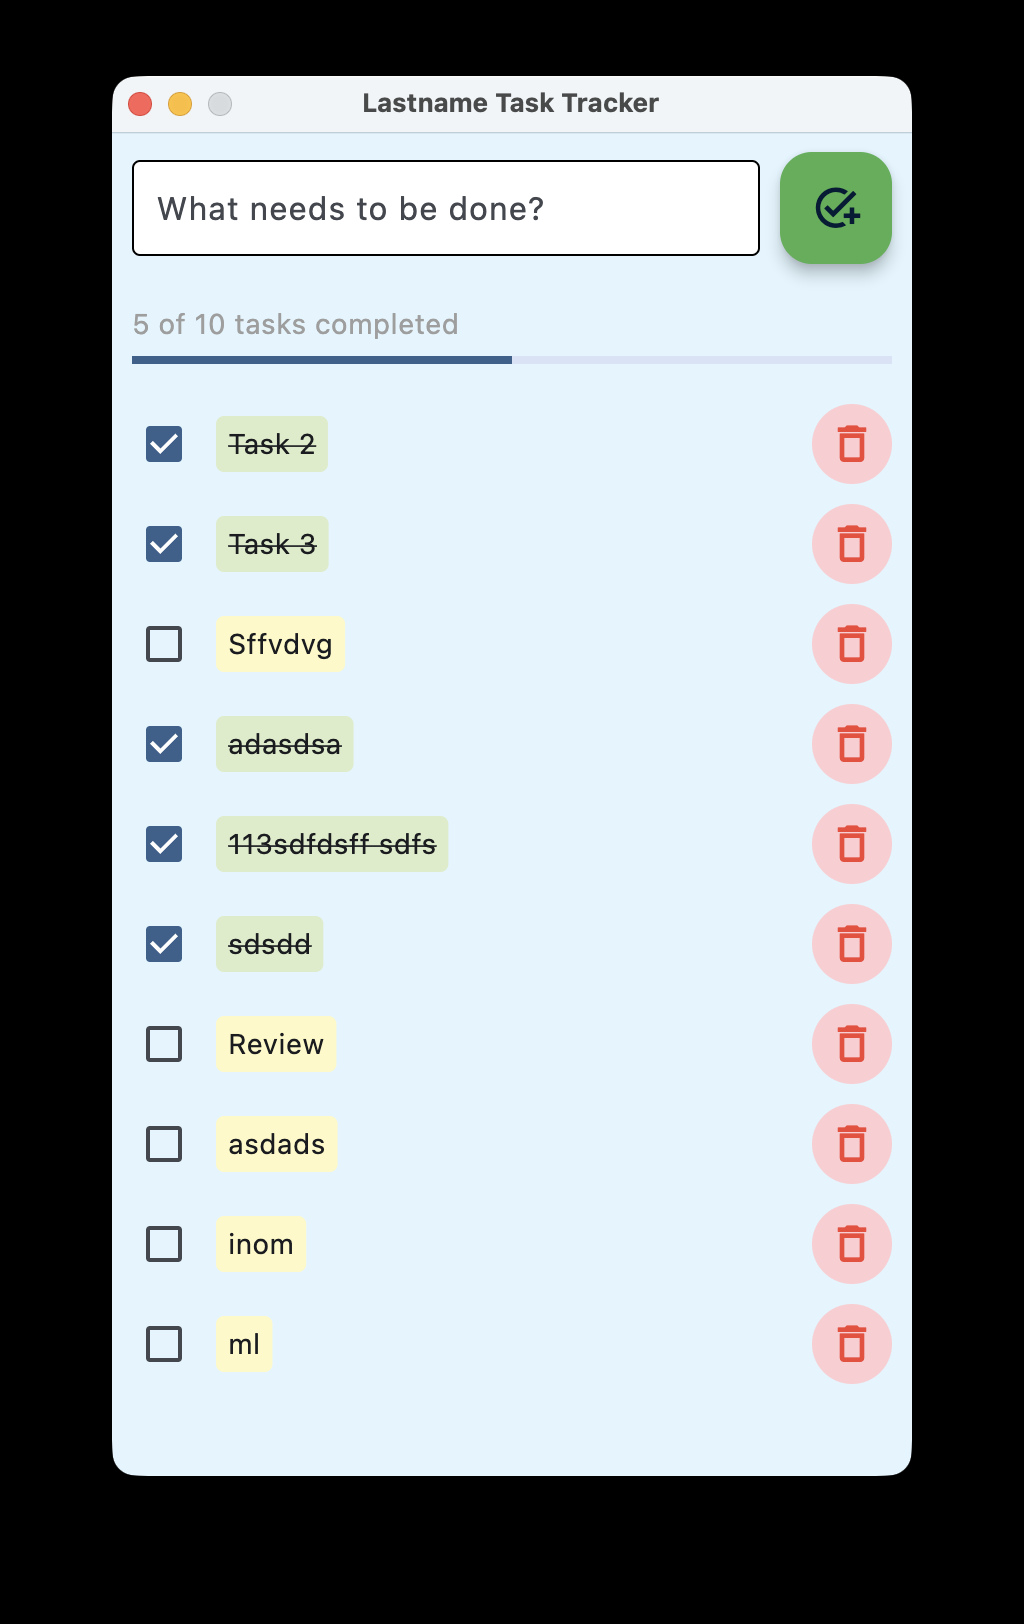 Lastname Task Tracker
What needs to be done?
5 of 10 tasks completed
Task 2
Task 3
Sffvdvg
adasdsa
113sdfdsff sdfs
sdsdd
Review
asdads
inom
ml